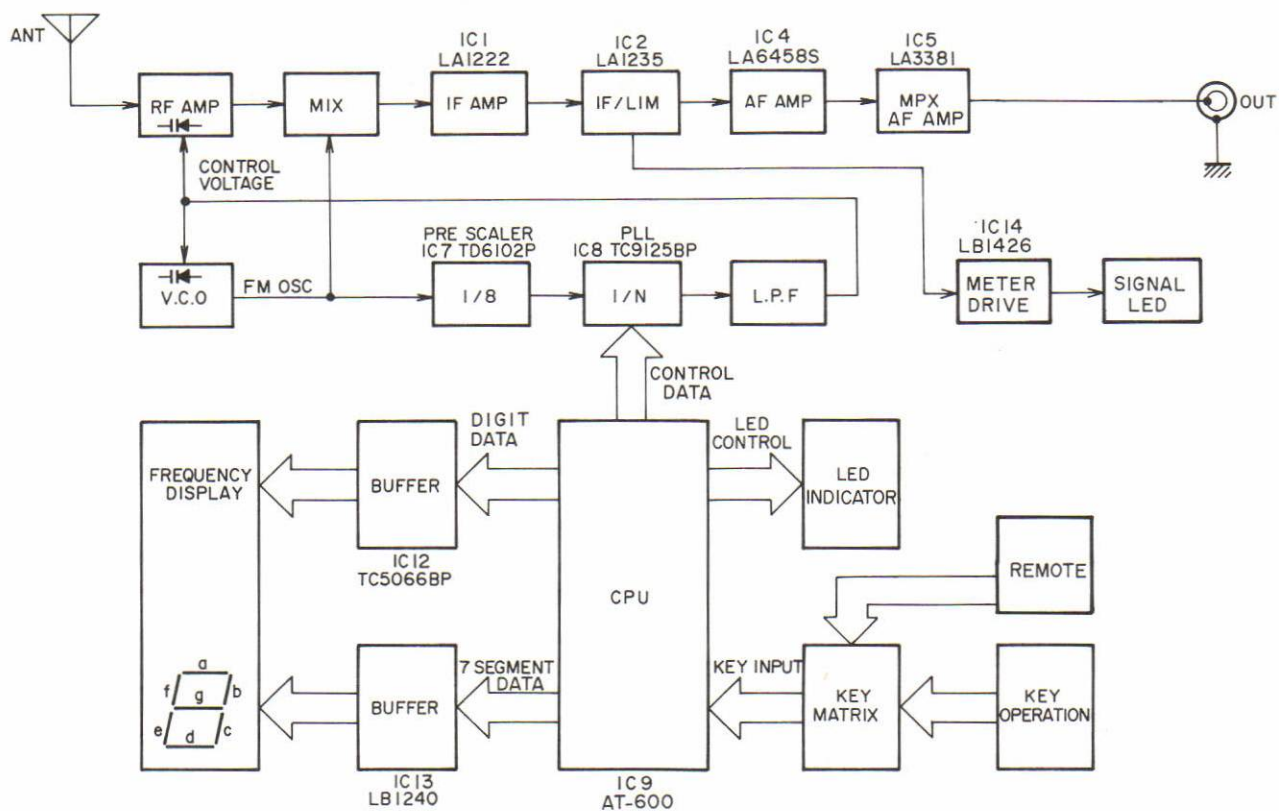 ANT
RF AMP
MIX
IC1
LA1222
IF AMP
IC2
LA1235
IF/LIM
IC4
LA6458S
AF AMP
IC5
LA3381
MPX
AF AMP
OUT
CONTROL
VOLTAGE
V.C.O
FM OSC
PRE SCALER
IC7 TD6102P
1/8
PLL
IC8 TC9125BP
1/N
L.P.F
IC14
LB1426
METER
DRIVE
SIGNAL
LED
CONTROL
DATA
FREQUENCY
DISPLAY
BUFFER
IC12
TC5066BP
DIGIT
DATA
CPU
LED
CONTROL
LED
INDICATOR
REMOTE
a
f
g
b
e
d
c
BUFFER
IC13
LB1240
7 SEGMENT
DATA
IC9
AT-600
KEY INPUT
KEY
MATRIX
KEY
OPERATION